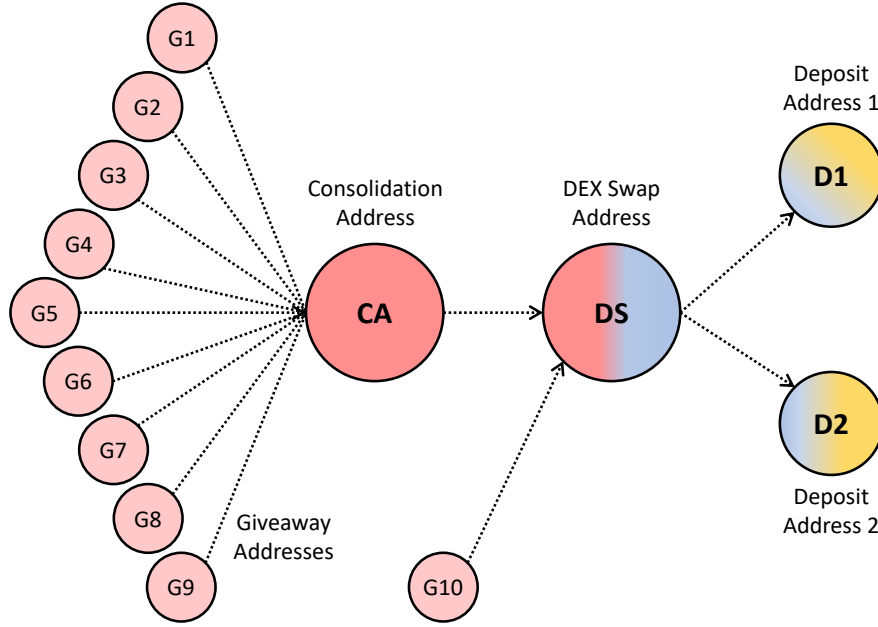 G1
G2
G3
G4
G5
G6
G7
G8
G9
Giveaway
Addresses
Consolidation
Address
CA
G10
DEX Swap
Address
DS
Deposit
Address 1
D1
D2
Deposit
Address 2